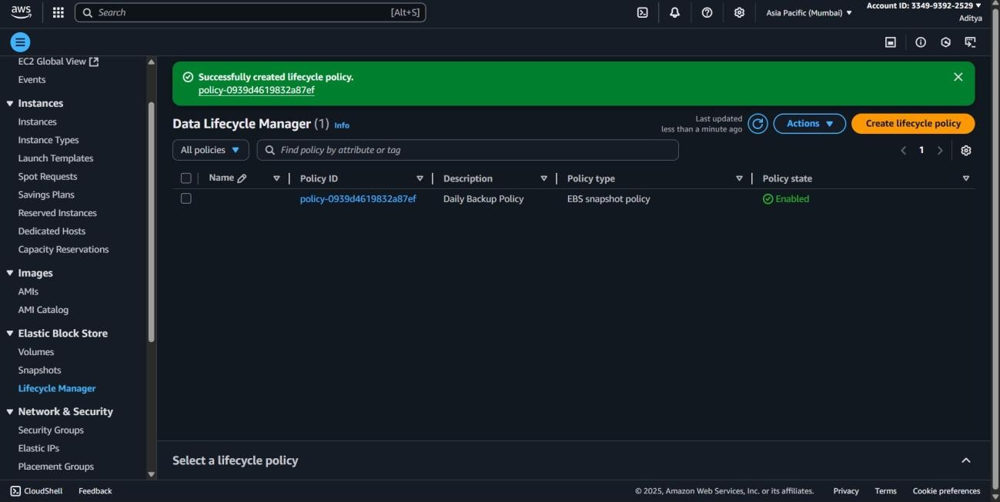 aws
Search [Alt+S]
Asia Pacific (Mumbai)
Account ID: 3349-9392-2529
Aditya
EC2 Global View
Events
Instances
Instances
Instance Types
Launch Templates
Spot Requests
Savings Plans
Reserved Instances
Dedicated Hosts
Capacity Reservations
Images
AMIs
AMI Catalog
Elastic Block Store
Volumes
Snapshots
Lifecycle Manager
Network & Security
Security Groups
Elastic IPs
Placement Groups
Successfully created lifecycle policy.
policy-0939d4619832a87ef
Data Lifecycle Manager (1) Info
Last updated
less than a minute ago
Actions
Create lifecycle policy
All policies
Find policy by attribute or tag
1
Name Policy ID Description Policy type Policy state
policy-0939d4619832a87ef Daily Backup Policy EBS snapshot policy Enabled
Select a lifecycle policy
CloudShell Feedback © 2025, Amazon Web Services, Inc. or its affiliates. Privacy Terms Cookie preferences